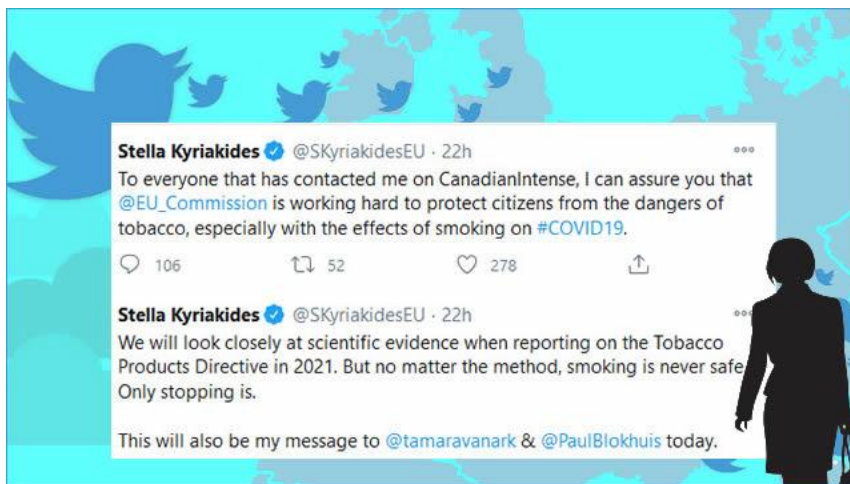 Stella Kyriakides @SKyriakidesEU · 22h
To everyone that has contacted me on CanadianIntense, I can assure you that
@EU_Commission is working hard to protect citizens from the dangers of
tobacco, especially with the effects of smoking on #COVID19.
106 52 278
Stella Kyriakides @SKyriakidesEU · 22h
We will look closely at scientific evidence when reporting on the Tobacco
Products Directive in 2021. But no matter the method, smoking is never safe
Only stopping is.
This will also be my message to @tamaravanark & @PaulBlokhuis today.